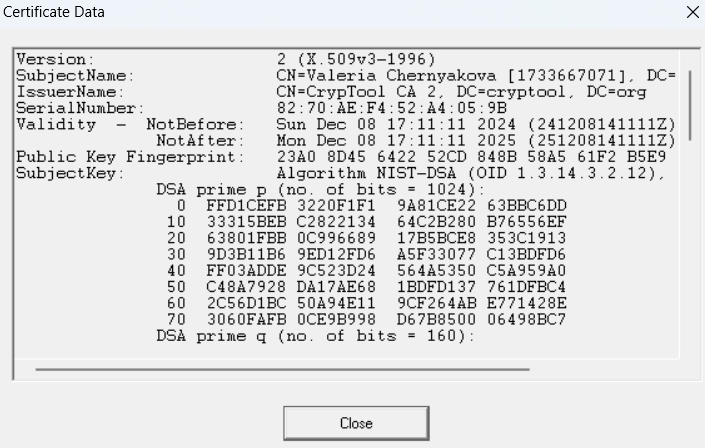 Certificate Data
Version: 2 (X.509v3-1996)
SubjectName: CN=Valeria Chernyakova [1733667071], DC=
IssuerName: CN=CrypTool CA 2, DC=cryptool, DC=org
SerialNumber: 82:70:AE:F4:52:A4:05:9B
Validity - NotBefore: Sun Dec 08 17:11:11 2024 (241208141111Z)
NotAfter: Mon Dec 08 17:11:11 2025 (251208141111Z)
Public Key Fingerprint: 23A0 8D45 6422 52CD 848B 58A5 61F2 B5E9
SubjectKey: Algorithm NIST-DSA (OID 1.3.14.3.2.12),
DSA prime p (no. of bits = 1024):
0 FFD1CEFB 3220F1F1 9A81CE22 63BBC6DD
10 33315BEB C2822134 64C2B280 B76556EF
20 63801FBB 0C996689 17B5BCE8 353C1913
30 9D3B11B6 9ED12FD6 A5F33077 C13BDFD6
40 FF03ADDE 9C523D24 564A5350 C5A959A0
50 C48A7928 DA17AE68 1BDFD137 761DFBC4
60 2C56D1BC 50A94E11 9CF264AB E771428E
70 3060FAFB 0CE9B998 D67B8500 06498BC7
DSA prime q (no. of bits = 160):
Close